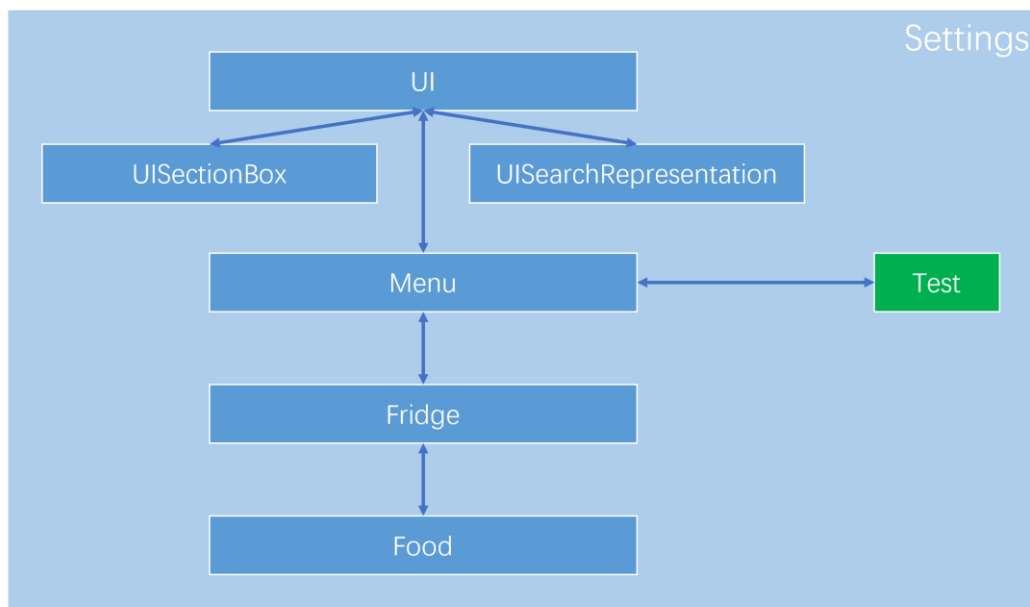 Settings
UI
UISectionBox
UISearchRepresentation
Menu
Test
Fridge
Food